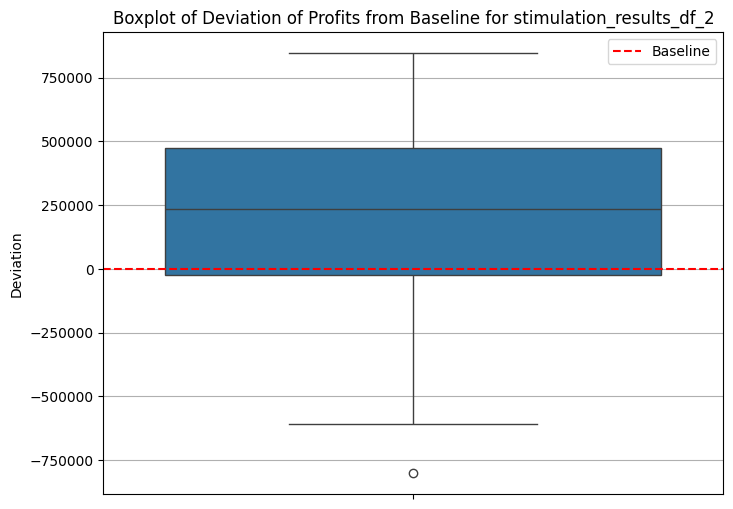 Boxplot of Deviation of Profits from Baseline for stimulation_results_df_2
Baseline
750000
500000
250000
0
−250000
−500000
−750000
Deviation